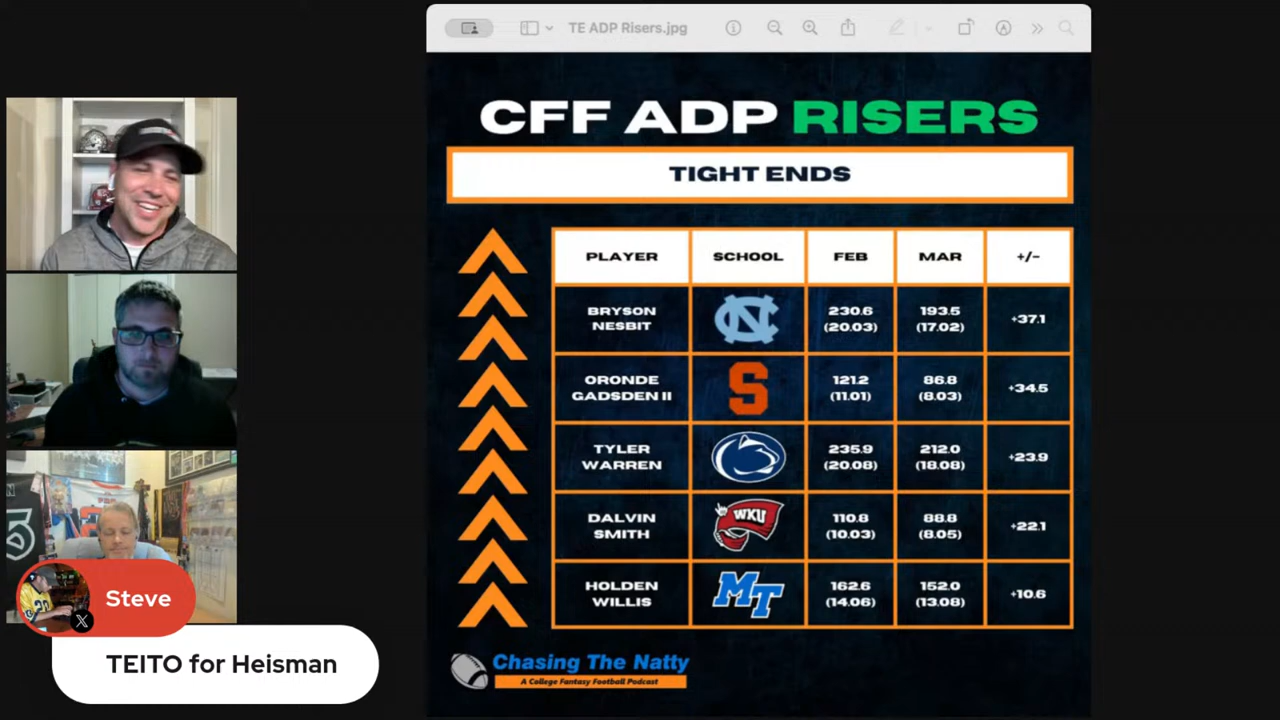 TE ADP Risers.jpg
CFF ADP RISERS
TIGHT ENDS
PLAYER SCHOOL FEB MAR +/-
BRYSON NESBIT NC 230.6 (20.03) 193.5 (17.02) +37.1
ORONDE GADSDEN II S 121.2 (11.01) 86.8 (8.03) +34.5
TYLER WARREN 235.9 (20.08) 212.0 (18.08) +23.9
DALVIN SMITH WKU 110.8 (10.03) 88.8 (8.05) +22.1
HOLDEN WILLIS MT 162.6 (14.06) 152.0 (13.08) +10.6
Chasing The Natty
A College Fantasy Football Podcast
Steve
X
TEITO for Heisman